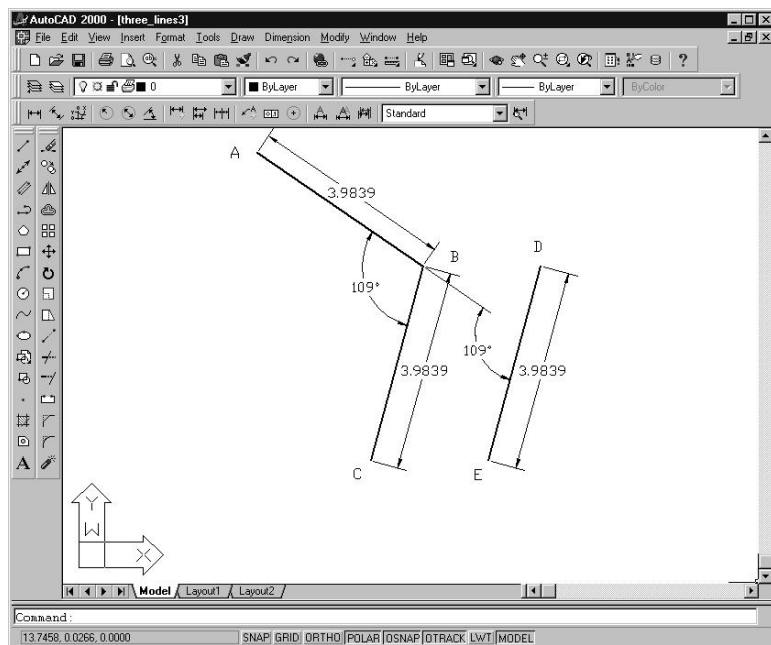 AutoCAD 2000 - [three_lines3]
File Edit View Insert Format Tools Draw Dimension Modify Window Help
0 ByLayer ByLayer ByLayer ByColor
Standard
A
3.9839
B
D
109°
109°
3.9839
3.9839
C
E
Y
W
X
A
Model Layout1 Layout2
Command:
13.7458, 0.0266, 0.0000 SNAP GRID ORTHO POLAR OSNAP OTRACK LWT MODEL